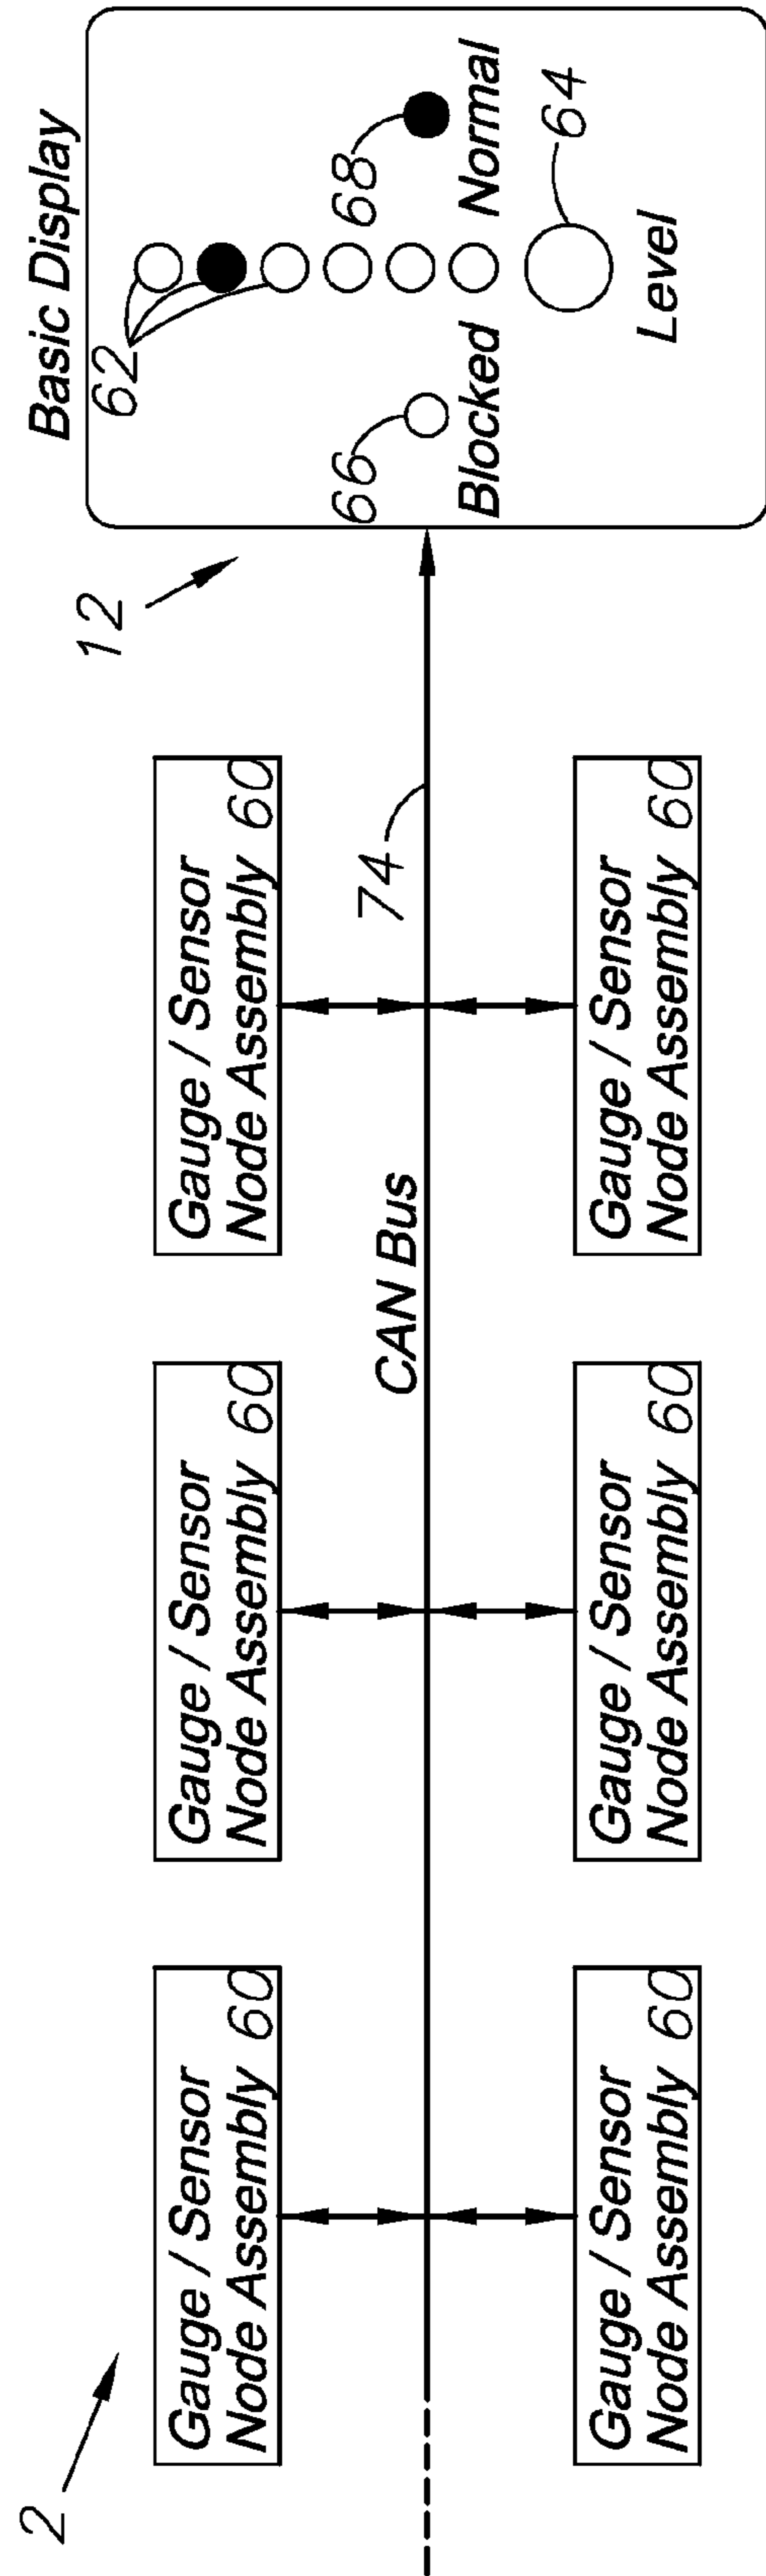 2
Gauge / Sensor
Node Assembly 60
Gauge / Sensor
Node Assembly 60
Gauge / Sensor
Node Assembly 60
CAN Bus
74
Gauge / Sensor
Node Assembly 60
Gauge / Sensor
Node Assembly 60
Gauge / Sensor
Node Assembly 60
12
Basic Display
62
66
68
Blocked
Normal
64
Level